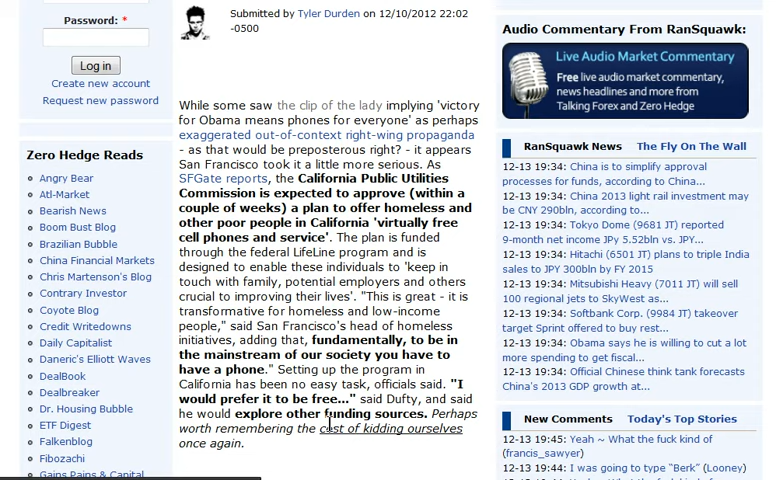 Password: *
Log in
Create new account
Request new password
Zero Hedge Reads
Angry Bear
Atl-Market
Bearish News
Boom Bust Blog
Brazilian Bubble
China Financial Markets
Chris Martenson's Blog
Contrary Investor
Coyote Blog
Credit Writedowns
Daily Capitalist
Daneric's Elliott Waves
DealBook
Dealbreaker
Dr. Housing Bubble
ETF Digest
Falkenblog
Fibozachi
Gains Pains & Capital
Submitted by Tyler Durden on 12/10/2012 22:02
-0500
While some saw the clip of the lady implying 'victory
for Obama means phones for everyone' as perhaps
exaggerated out-of-context right-wing propaganda
- as that would be preposterous right? - it appears
San Francisco took it a little more serious. As
SFGate reports, the California Public Utilities
Commission is expected to approve (within a
couple of weeks) a plan to offer homeless and
other poor people in California 'virtually free
cell phones and service'. The plan is funded
through the federal LifeLine program and is
designed to enable these individuals to 'keep in
touch with family, potential employers and others
crucial to improving their lives'. "This is great - it is
transformative for homeless and low-income
people," said San Francisco's head of homeless
initiatives, adding that, fundamentally, to be in
the mainstream of our society you have to
have a phone." Setting up the program in
California has been no easy task, officials said. "I
would prefer it to be free..." said Dufty, and said
he would explore other funding sources. Perhaps
worth remembering the cost of kidding ourselves
once again.
Audio Commentary From RanSquawk:
Live Audio Market Commentary
Free live audio market commentary,
news headlines and more from
Talking Forex and Zero Hedge
RanSquawk News The Fly On The Wall
12-13 19:34: China is to simplify approval
processes for funds, according to China...
12-13 19:34: China 2013 light rail investment may
be CNY 290bln, according to...
12-13 19:34: Tokyo Dome (9681 JT) reported
9-month net income JPy 5.52bln vs. JPY...
12-13 19:34: Hitachi (6501 JT) plans to triple India
sales to JPY 300bln by FY 2015
12-13 19:34: Mitsubishi Heavy (7011 JT) will sell
100 regional jets to SkyWest as...
12-13 19:34: Softbank Corp. (9984 JT) takeover
target Sprint offered to buy rest...
12-13 19:34: Obama says he is willing to cut a lot
more spending to get fiscal...
12-13 19:34: Official Chinese think tank forecasts
China's 2013 GDP growth at...
New Comments Today's Top Stories
12-13 19:45: Yeah ~ What the fuck kind of
(francis_sawyer)
12-13 19:44: I was going to type "Berk" (Looney)